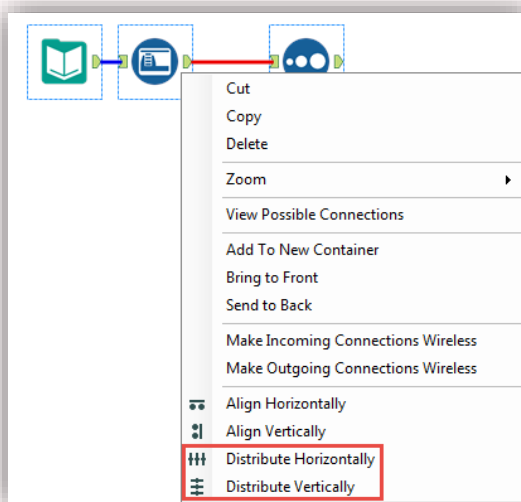 Cut
Copy
Delete
Zoom
View Possible Connections
Add To New Container
Bring to Front
Send to Back
Make Incoming Connections Wireless
Make Outgoing Connections Wireless
Align Horizontally
Align Vertically
Distribute Horizontally
Distribute Vertically